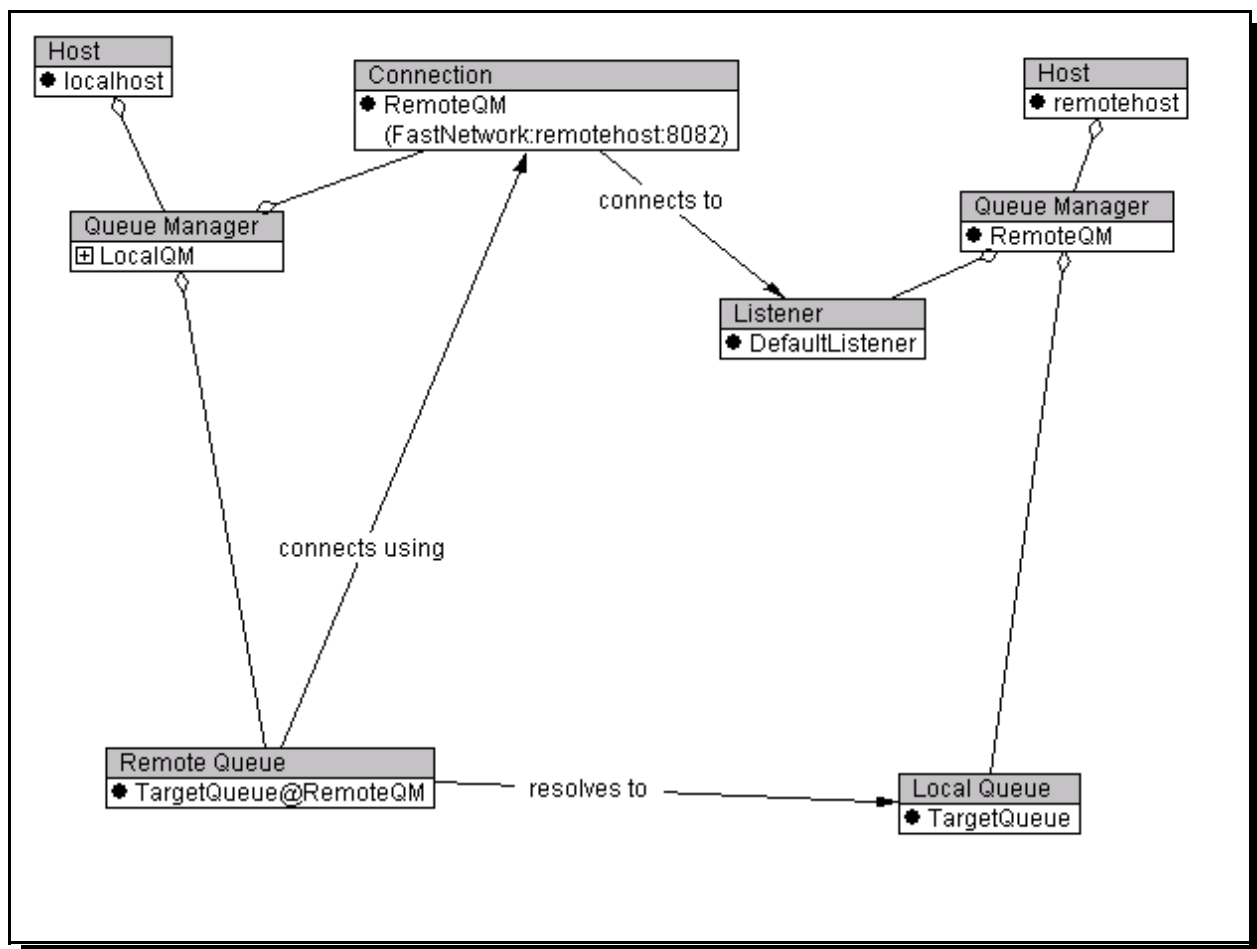 Host
localhost
Connection
RemoteQM
(FastNetwork:remotehost:8082)
Host
remotehost
connects to
Queue Manager
LocalQM
Queue Manager
RemoteQM
Listener
DefaultListener
connects using
Remote Queue
TargetQueue@RemoteQM
resolves to
Local Queue
TargetQueue